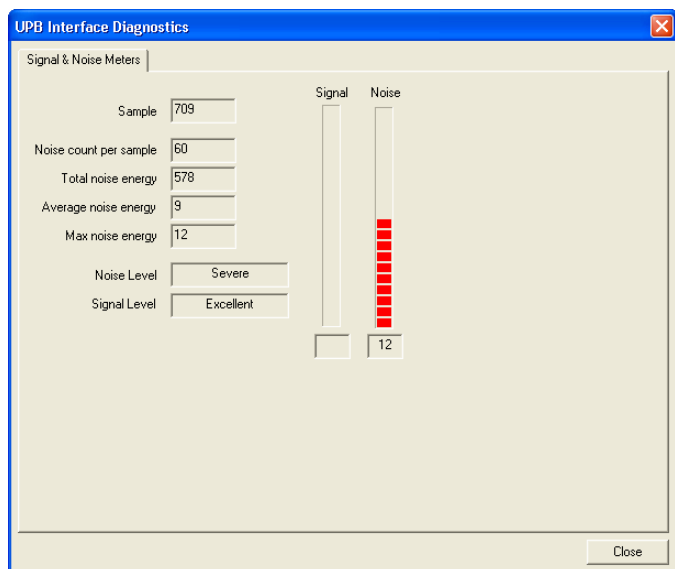 UPB Interface Diagnostics
Signal & Noise Meters
Signal Noise
Sample 709
Noise count per sample 60
Total noise energy 578
Average noise energy 9
Max noise energy 12
Noise Level Severe
Signal Level Excellent
12
Close